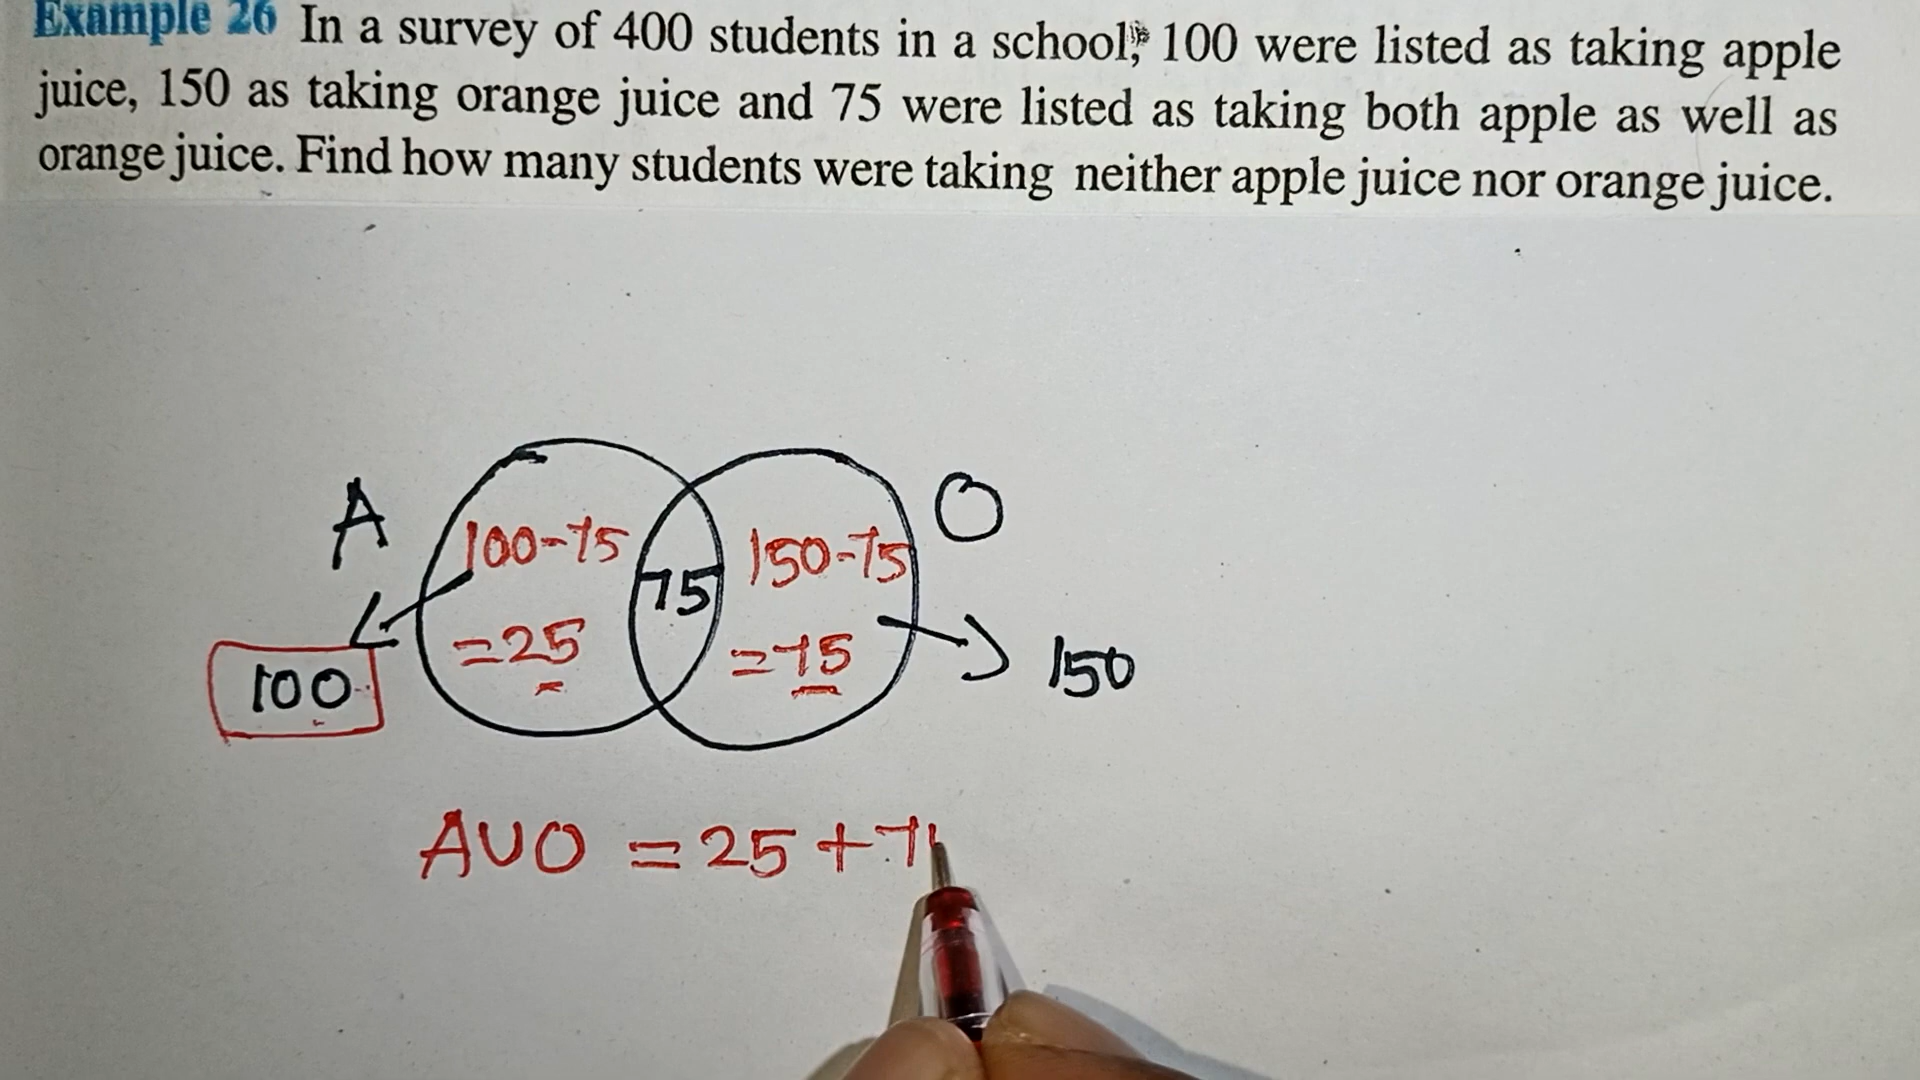 Example 26 In a survey of 400 students in a school, 100 were listed as taking apple
juice, 150 as taking orange juice and 75 were listed as taking both apple as well as
orange juice. Find how many students were taking neither apple juice nor orange juice.
A
O
100-75
150-75
75
=25
=75
100
150
AUO = 25 + 7